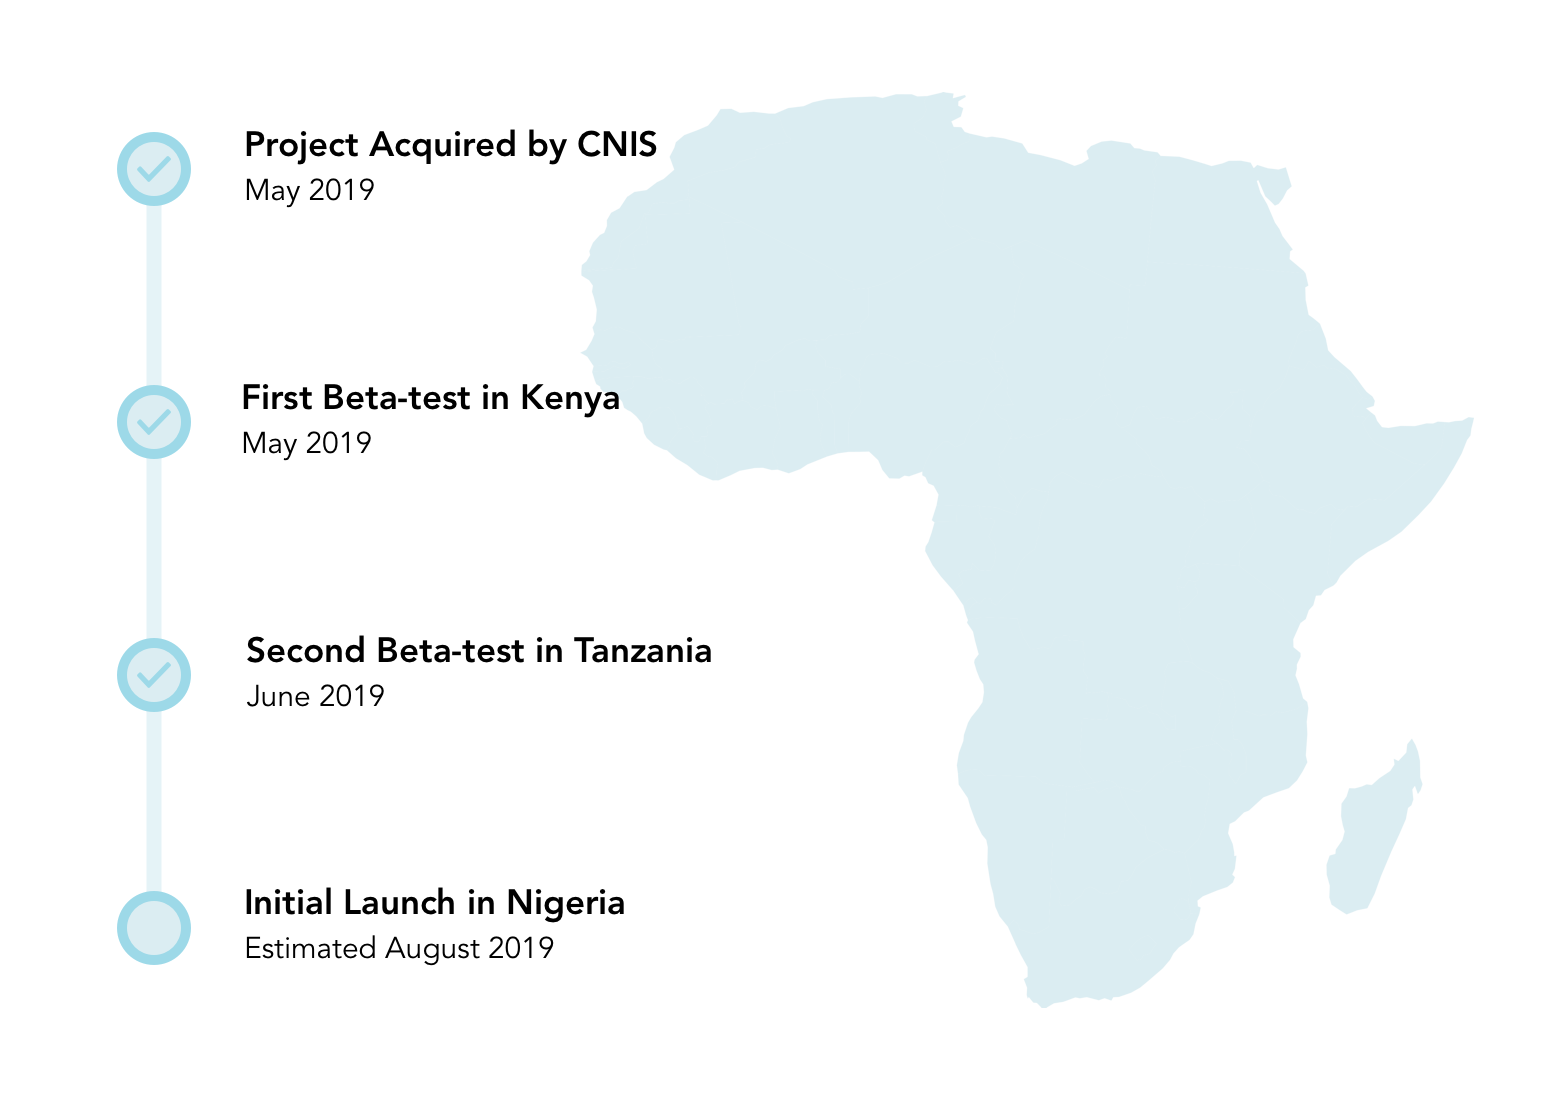 Project Acquired by CNIS
May 2019
First Beta-test in Kenya
May 2019
Second Beta-test in Tanzania
June 2019
Initial Launch in Nigeria
Estimated August 2019